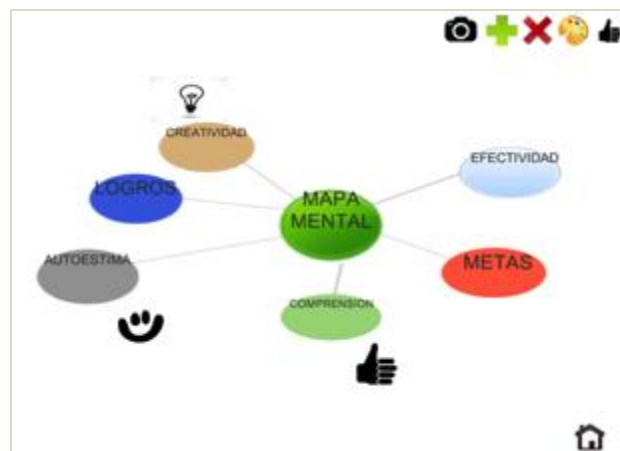 CREATIVIDAD
EFECTIVIDAD
LOGROS
MAPA
MENTAL
AUTOESTIMA
METAS
COMPRENSION